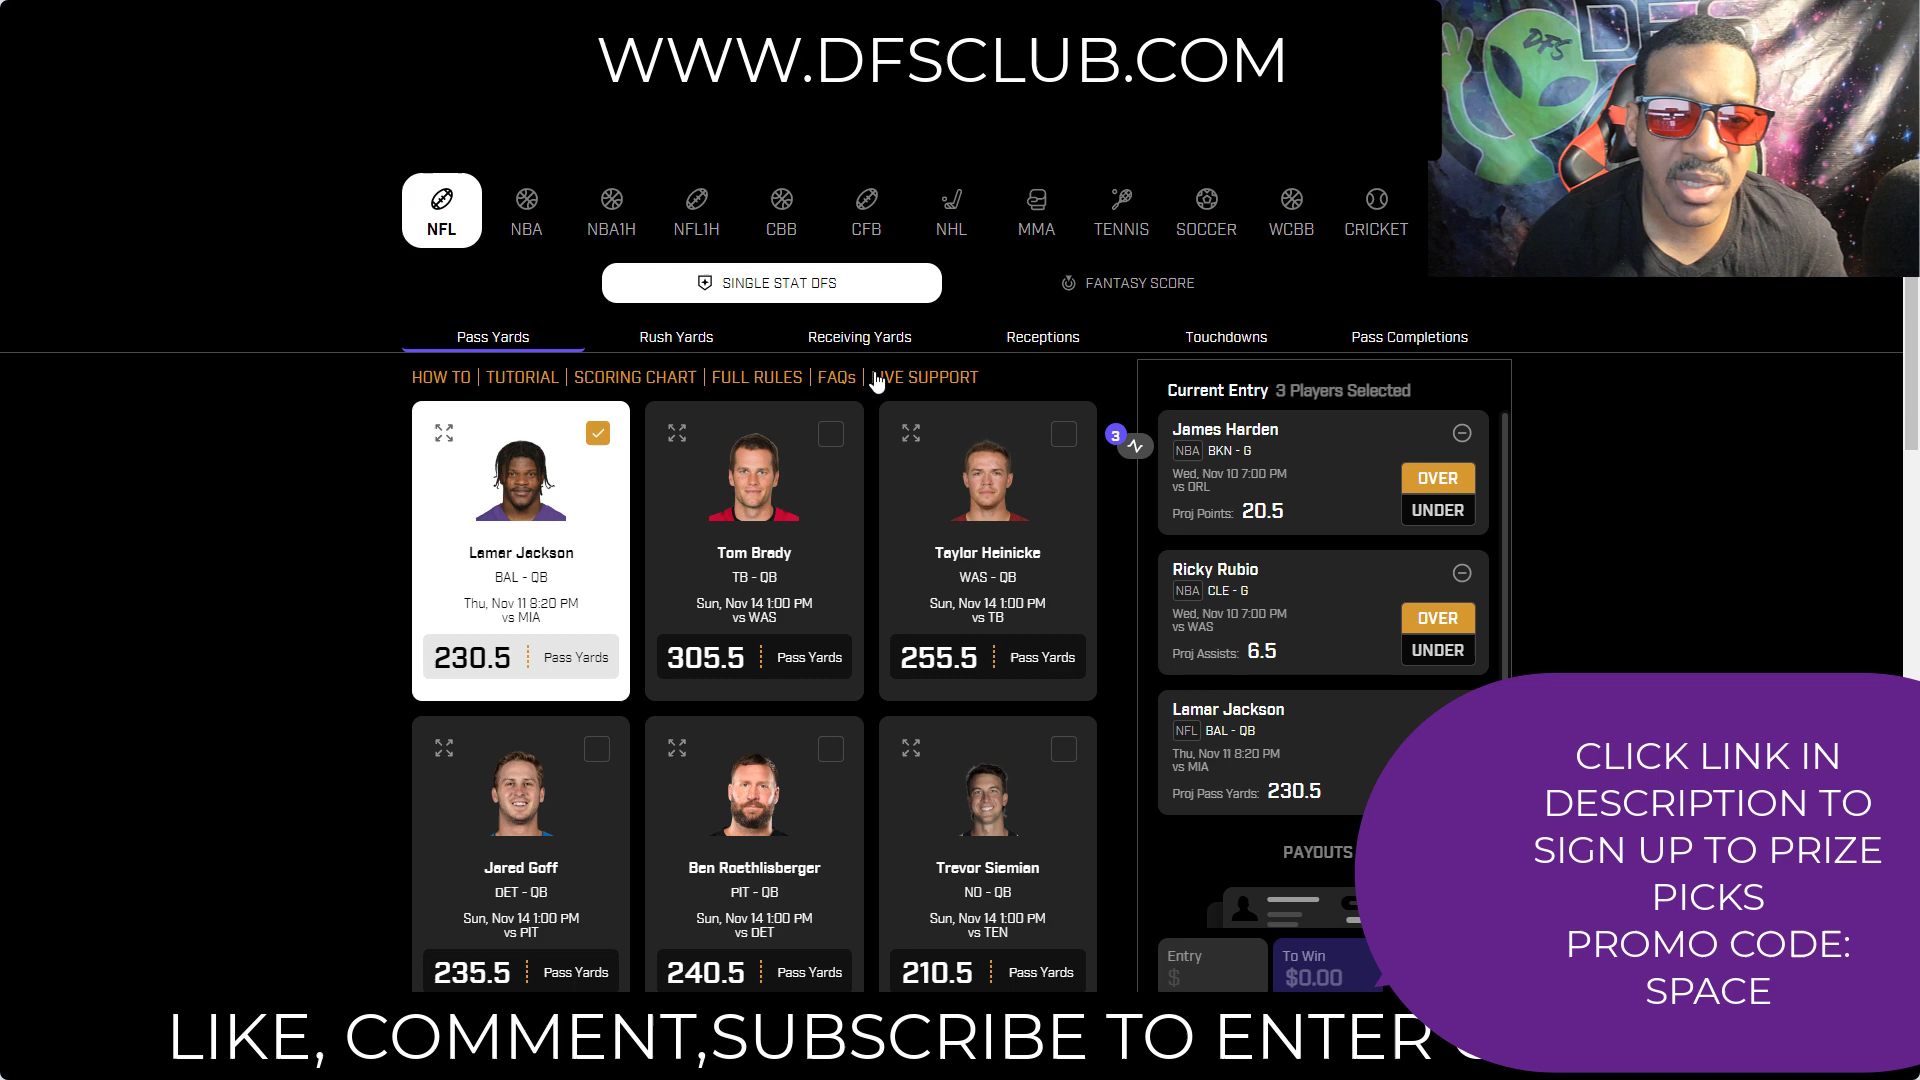 WWW.DFSCLUB.COM
DFS
DFS
NFL
NBA
NBA1H
NFL1H
CBB
CFB
NHL
MMA
TENNIS
SOCCER
WCBB
CRICKET
SINGLE STAT DFS
FANTASY SCORE
Pass Yards
Rush Yards
Receiving Yards
Receptions
Touchdowns
Pass Completions
HOW TO | TUTORIAL | SCORING CHART | FULL RULES | FAQs | LIVE SUPPORT
Lamar Jackson
BAL - QB
Thu, Nov 11 8:20 PM
vs MIA
230.5 Pass Yards
Tom Brady
TB - QB
Sun, Nov 14 1:00 PM
vs WAS
305.5 Pass Yards
Taylor Heinicke
WAS - QB
Sun, Nov 14 1:00 PM
vs TB
255.5 Pass Yards
Jared Goff
DET - QB
Sun, Nov 14 1:00 PM
vs PIT
235.5 Pass Yards
Ben Roethlisberger
PIT - QB
Sun, Nov 14 1:00 PM
vs DET
240.5 Pass Yards
Trevor Siemian
NO - QB
Sun, Nov 14 1:00 PM
vs TEN
210.5 Pass Yards
3
Current Entry 3 Players Selected
James Harden
NBA BKN - G
Wed, Nov 10 7:00 PM
vs ORL
Proj Points: 20.5
OVER
UNDER
Ricky Rubio
NBA CLE - G
Wed, Nov 10 7:00 PM
vs WAS
Proj Assists: 6.5
OVER
UNDER
Lamar Jackson
NFL BAL - QB
Thu, Nov 11 8:20 PM
vs MIA
Proj Pass Yards: 230.5
PAYOUTS
Entry
$
To Win
$0.00
CLICK LINK IN
DESCRIPTION TO
SIGN UP TO PRIZE
PICKS
PROMO CODE:
SPACE
LIKE, COMMENT,SUBSCRIBE TO ENTER